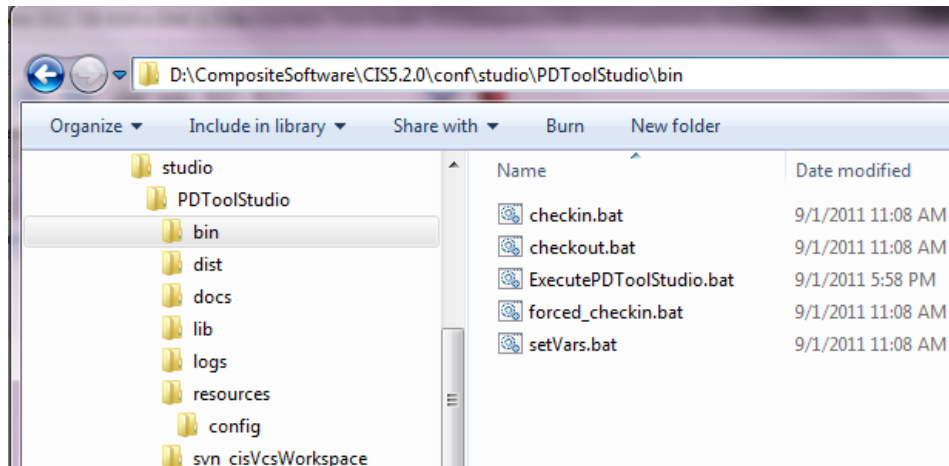 D:\CompositeSoftware\CIS5.2.0\conf\studio\PDToolStudio\bin
Organize Include in library Share with Burn New folder
studio
PDToolStudio
bin
dist
docs
lib
logs
resources
config
svn_cisVcsWorkspace
Name Date modified
checkin.bat 9/1/2011 11:08 AM
checkout.bat 9/1/2011 11:08 AM
ExecutePDToolStudio.bat 9/1/2011 5:58 PM
forced_checkin.bat 9/1/2011 11:08 AM
setVars.bat 9/1/2011 11:08 AM